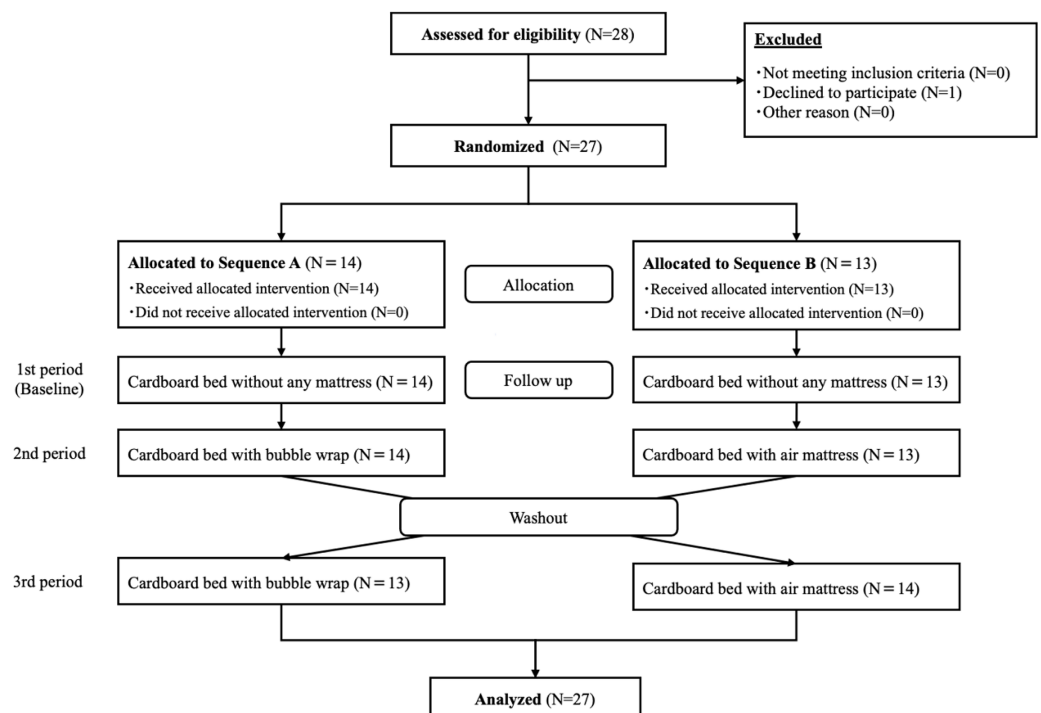 Assessed for eligibility (N=28)
Excluded
・Not meeting inclusion criteria (N=0)
・Declined to participate (N=1)
・Other reason (N=0)
Randomized (N=27)
Allocated to Sequence A (N=14)
・Received allocated intervention (N=14)
・Did not receive allocated intervention (N=0)
Allocation
Allocated to Sequence B (N=13)
・Received allocated intervention (N=13)
・Did not receive allocated intervention (N=0)
1st period
(Baseline)
Cardboard bed without any mattress (N=14)
Follow up
Cardboard bed without any mattress (N=13)
2nd period
Cardboard bed with bubble wrap (N=14)
Cardboard bed with air mattress (N=13)
Washout
3rd period
Cardboard bed with bubble wrap (N=13)
Cardboard bed with air mattress (N=14)
Analyzed (N=27)